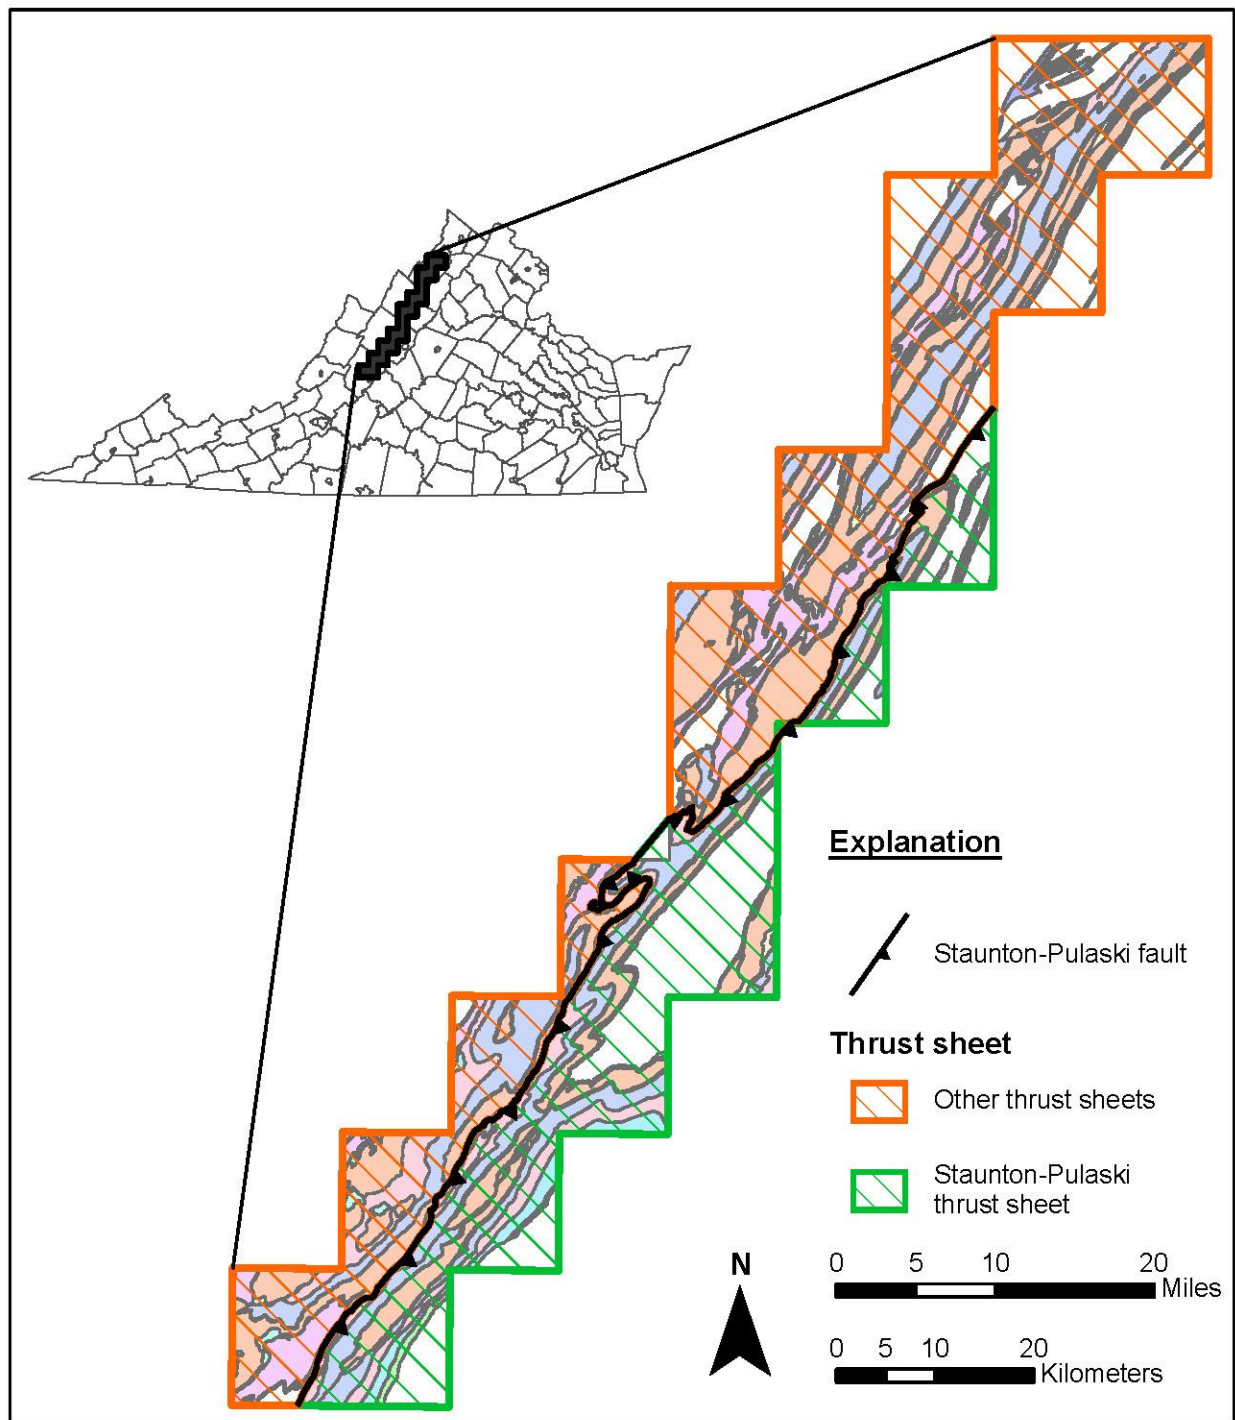 Explanation
Staunton-Pulaski fault
Thrust sheet
Other thrust sheets
Staunton-Pulaski
thrust sheet
N
0 5 10 20
Miles
0 5 10 20
Kilometers